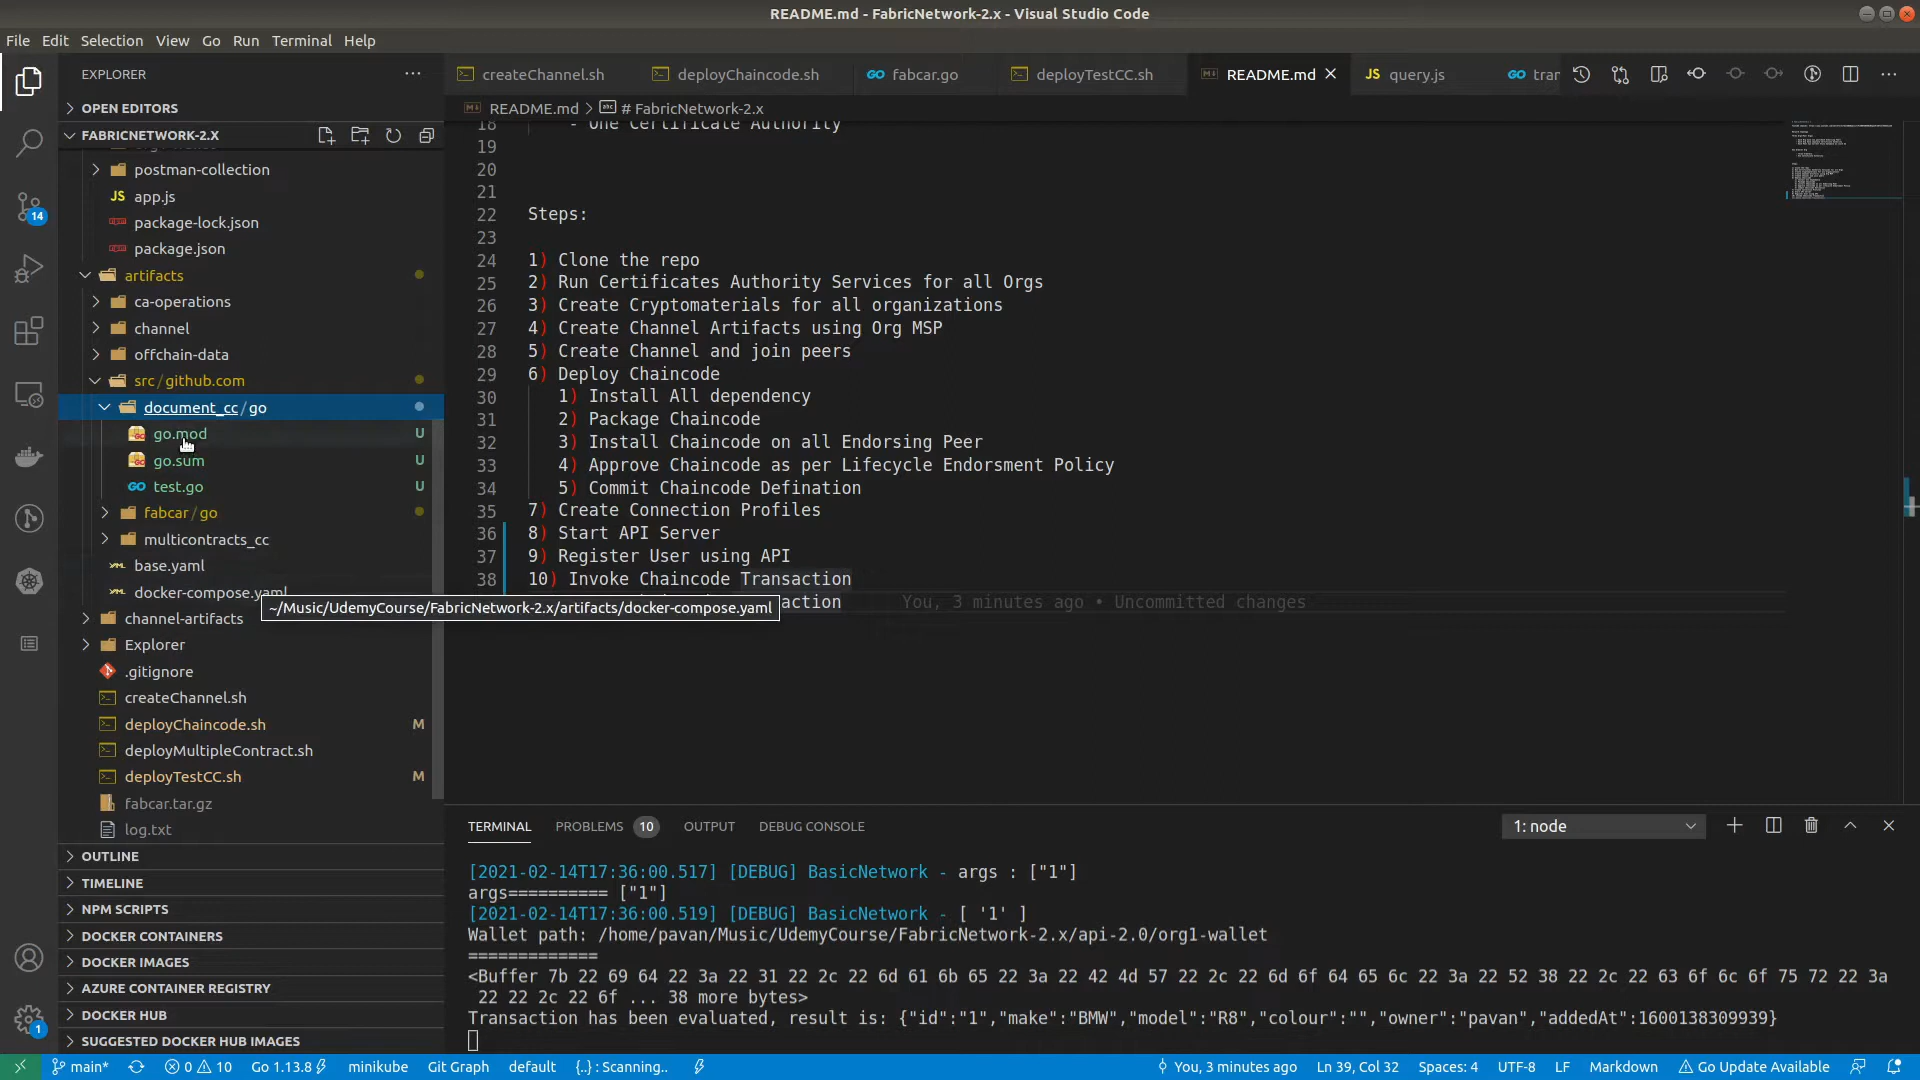 README.md - FabricNetwork-2.x - Visual Studio Code
File Edit Selection View Go Run Terminal Help
EXPLORER
OPEN EDITORS
FABRICNETWORK-2.X
postman-collection
JS app.js
package-lock.json
package.json
artifacts
ca-operations
channel
offchain-data
src/github.com
document_cc/go
go.mod U
go.sum U
test.go U
fabcar/go
multicontracts_cc
base.yaml
docker-compose.yaml
~/Music/UdemyCourse/FabricNetwork-2.x/artifacts/docker-compose.yaml
channel-artifacts
Explorer
.gitignore
createChannel.sh
deployChaincode.sh M
deployMultipleContract.sh
deployTestCC.sh M
fabcar.tar.gz
log.txt
OUTLINE
TIMELINE
NPM SCRIPTS
DOCKER CONTAINERS
DOCKER IMAGES
AZURE CONTAINER REGISTRY
DOCKER HUB
SUGGESTED DOCKER HUB IMAGES
14
1
createChannel.sh deployChaincode.sh GO fabcar.go deployTestCC.sh README.md JS query.js GO
README.md > # FabricNetwork-2.x
18 - One Certificate Authority
19
20
21
22 Steps:
23
24 1) Clone the repo
25 2) Run Certificates Authority Services for all Orgs
26 3) Create Cryptomaterials for all organizations
27 4) Create Channel Artifacts using Org MSP
28 5) Create Channel and join peers
29 6) Deploy Chaincode
30 1) Install All dependency
31 2) Package Chaincode
32 3) Install Chaincode on all Endorsing Peer
33 4) Approve Chaincode as per Lifecycle Endorsment Policy
34 5) Commit Chaincode Defination
35 7) Create Connection Profiles
36 8) Start API Server
37 9) Register User using API
38 10) Invoke Chaincode Transaction
action You, 3 minutes ago • Uncommitted changes
TERMINAL PROBLEMS 10 OUTPUT DEBUG CONSOLE 1: node
[2021-02-14T17:36:00.517] [DEBUG] BasicNetwork - args : ["1"]
args========== ["1"]
[2021-02-14T17:36:00.519] [DEBUG] BasicNetwork - [ '1' ]
Wallet path: /home/pavan/Music/UdemyCourse/FabricNetwork-2.x/api-2.0/org1-wallet
=============
<Buffer 7b 22 69 64 22 3a 22 31 22 2c 22 6d 61 6b 65 22 3a 22 42 4d 57 22 2c 22 6d 6f 64 65 6c 22 3a 22 52 38 22 2c 22 63 6f 6c 6f 75 72 22 3a
22 22 2c 22 6f ... 38 more bytes>
Transaction has been evaluated, result is: {"id":"1","make":"BMW","model":"R8","colour":"","owner":"pavan","addedAt":1600138309939}
main* 0 10 Go 1.13.8 minikube Git Graph default {..} : Scanning.. You, 3 minutes ago Ln 39, Col 32 Spaces: 4 UTF-8 LF Markdown Go Update Available